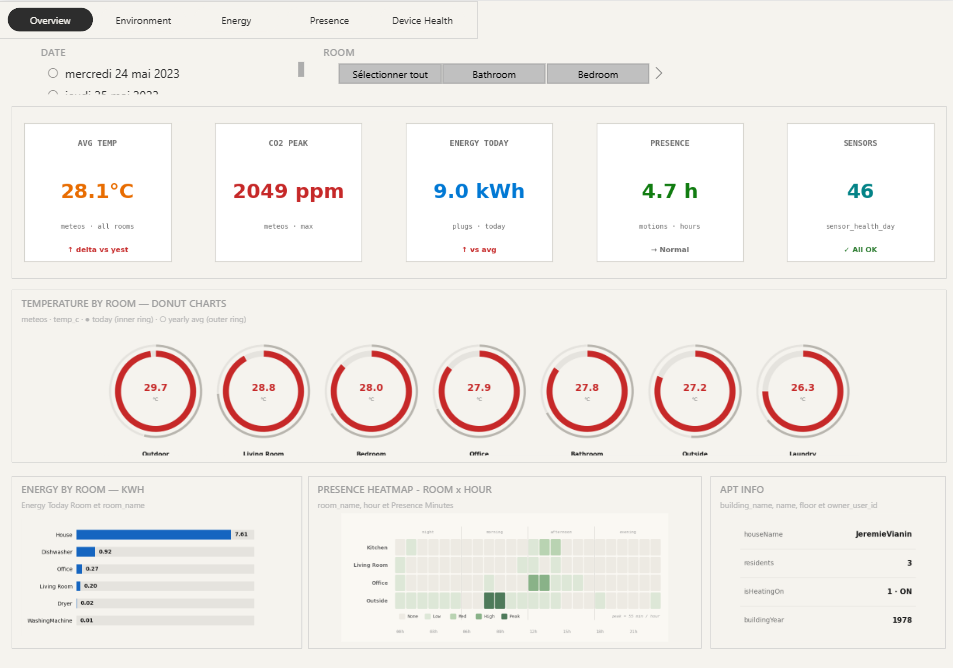 Overview Environment Energy Presence Device Health
DATE ROOM
mercredi 24 mai 2023 Sélectionner tout Bathroom Bedroom
jeudi 25 mai 2023
AVG TEMP CO2 PEAK ENERGY TODAY PRESENCE SENSORS
28.1°C 2049 ppm 9.0 kWh 4.7 h 46
meteos · all rooms meteos · max plugs · today motions · hours sensor_health_day
↑ delta vs yest ↑ vs avg → Normal ✓ All OK
TEMPERATURE BY ROOM — DONUT CHARTS
meteos · temp_c · ● today (inner ring) · ○ yearly avg (outer ring)
29.7 28.8 28.0 27.9 27.8 27.2 26.3
°C °C °C °C °C °C °C
Outdoor Living Room Bedroom Office Bathroom Outside Laundry
ENERGY BY ROOM — KWH
Energy Today Room et room_name
House 7.61
Dishwasher 0.92
Office 0.27
Living Room 0.20
Dryer 0.02
WashingMachine 0.01
PRESENCE HEATMAP - ROOM x HOUR
room_name, hour et Presence Minutes
night morning afternoon evening
Kitchen
Living Room
Office
Outside
None Low Med High Peak
00h 03h 06h 09h 12h 15h 18h 21h
APT INFO
building_name, name, floor et owner_user_id
houseName JeremieVianin
residents 3
isHeatingOn 1 · ON
buildingYear 1978